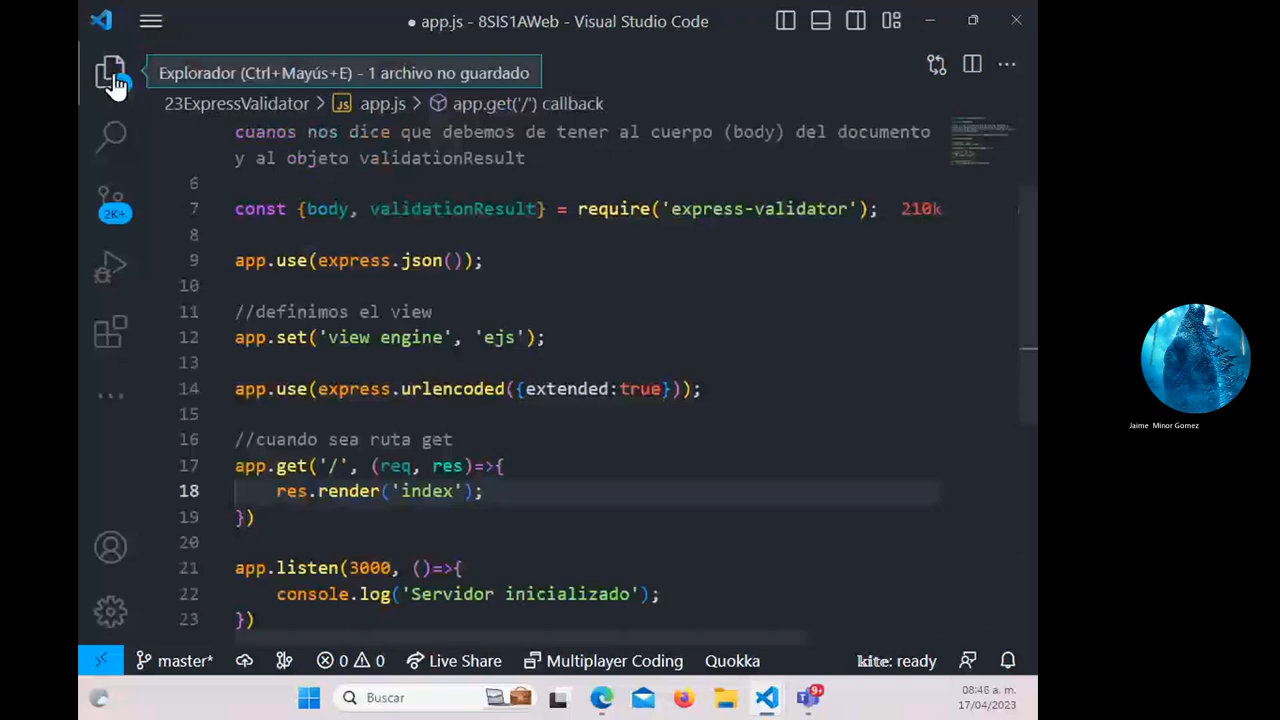 ● app.js - 8SIS1AWeb - Visual Studio Code
Explorador (Ctrl+Mayús+E) - 1 archivo no guardado
23ExpressValidator > JS app.js > app.get('/') callback
cuanos nos dice que debemos de tener al cuerpo (body) del documento
y al objeto validationResult
6
7 const {body, validationResult} = require('express-validator'); 210k
8
9 app.use(express.json());
10
11 //definimos el view
12 app.set('view engine', 'ejs');
13
14 app.use(express.urlencoded({extended:true}));
15
16 //cuando sea ruta get
17 app.get('/', (req, res)=>{
18 res.render('index');
19 })
20
21 app.listen(3000, ()=>{
22 console.log('Servidor inicializado');
23 })
2K+
Jaime Minor Gomez
master* 0 0 Live Share Multiplayer Coding Quokka kite: ready
Buscar 9+ 08:46 a. m.
17/04/2023